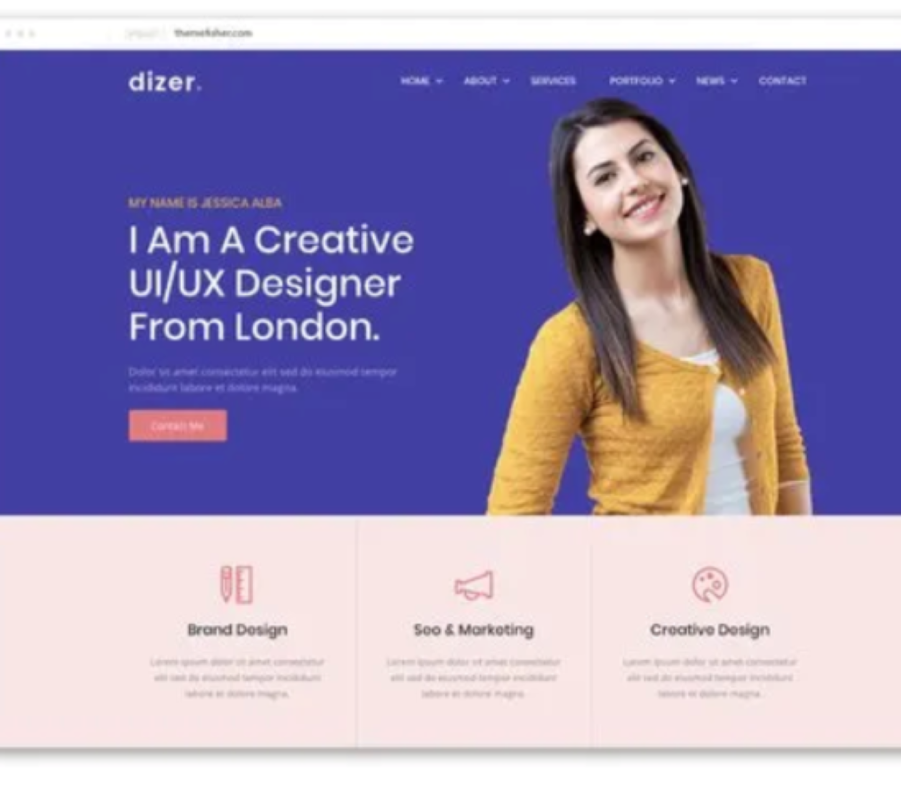 themefisher.com
dizer.
HOME ABOUT SERVICES PORTFOLIO NEWS CONTACT
MY NAME IS JESSICA ALBA
I Am A Creative
UI/UX Designer
From London.
Dolor sit amet consectetur elit sed do eiusmod tempor
incididunt labore et dolore magna.
Contact Me
Brand Design
Lorem ipsum dolor sit amet consectetur
elit sed do eiusmod tempor incididunt
labore et dolore magna.
Seo & Marketing
Lorem ipsum dolor sit amet consectetur
elit sed do eiusmod tempor incididunt
labore et dolore magna.
Creative Design
Lorem ipsum dolor sit amet consectetur
elit sed do eiusmod tempor incididunt
labore et dolore magna.